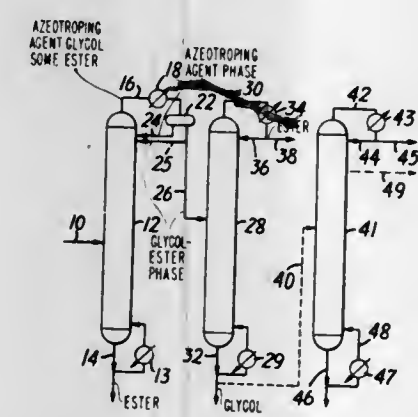 AZEOTROPING
AGENT GLYCOL
SOME ESTER
16
18
AZEOTROPING
AGENT PHASE
30
22
24
25
34
ESTER
36
38
42
43
44
45
49
26
10
12
GLYCOL-
ESTER
PHASE
28
40
41
14
13
32
29
46
48
47
ESTER
GLYCOL